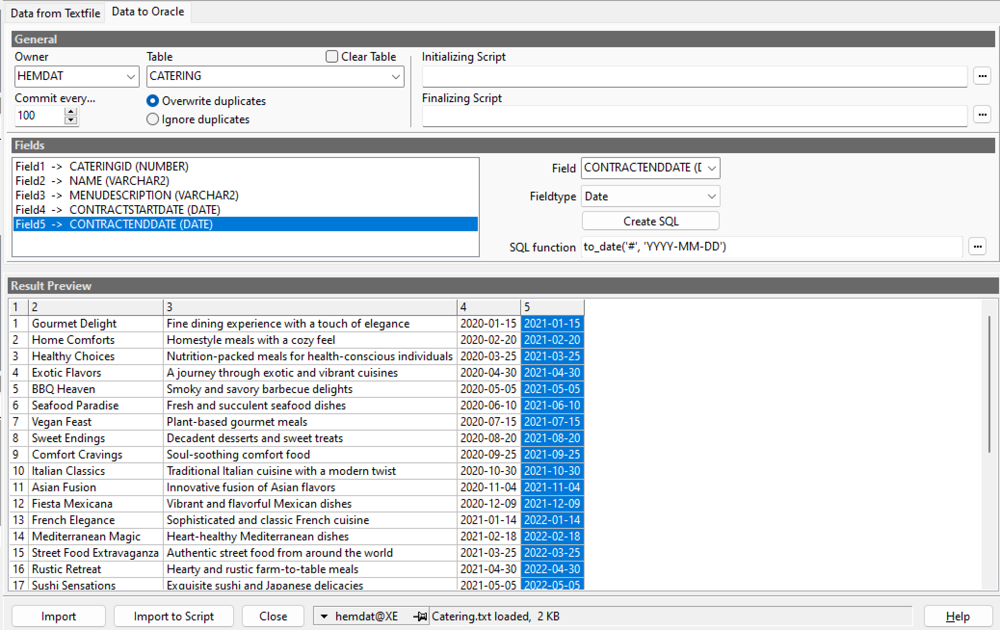 Data from Textfile Data to Oracle
General
Owner Table Clear Table Initializing Script
HEMDAT CATERING ...
Commit every... Overwrite duplicates Finalizing Script
100 Ignore duplicates ...
Fields
Field1 -> CATERINGID (NUMBER)
Field2 -> NAME (VARCHAR2)
Field3 -> MENUDESCRIPTION (VARCHAR2)
Field4 -> CONTRACTSTARTDATE (DATE)
Field5 -> CONTRACTENDDATE (DATE)
Field CONTRACTENDDATE (D
Fieldtype Date
Create SQL
SQL function to_date('#', 'YYYY-MM-DD') ...
Result Preview
1 2 3 4 5
1 Gourmet Delight Fine dining experience with a touch of elegance 2020-01-15 2021-01-15
2 Home Comforts Homestyle meals with a cozy feel 2020-02-20 2021-02-20
3 Healthy Choices Nutrition-packed meals for health-conscious individuals 2020-03-25 2021-03-25
4 Exotic Flavors A journey through exotic and vibrant cuisines 2020-04-30 2021-04-30
5 BBQ Heaven Smoky and savory barbecue delights 2020-05-05 2021-05-05
6 Seafood Paradise Fresh and succulent seafood dishes 2020-06-10 2021-06-10
7 Vegan Feast Plant-based gourmet meals 2020-07-15 2021-07-15
8 Sweet Endings Decadent desserts and sweet treats 2020-08-20 2021-08-20
9 Comfort Cravings Soul-soothing comfort food 2020-09-25 2021-09-25
10 Italian Classics Traditional Italian cuisine with a modern twist 2020-10-30 2021-10-30
11 Asian Fusion Innovative fusion of Asian flavors 2020-11-04 2021-11-04
12 Fiesta Mexicana Vibrant and flavorful Mexican dishes 2020-12-09 2021-12-09
13 French Elegance Sophisticated and classic French cuisine 2021-01-14 2022-01-14
14 Mediterranean Magic Heart-healthy Mediterranean dishes 2021-02-18 2022-02-18
15 Street Food Extravaganza Authentic street food from around the world 2021-03-25 2022-03-25
16 Rustic Retreat Hearty and rustic farm-to-table meals 2021-04-30 2022-04-30
17 Sushi Sensations Exquisite sushi and Japanese delicacies 2021-05-05 2022-05-05
Import Import to Script Close hemdat@XE Catering.txt loaded, 2 KB Help